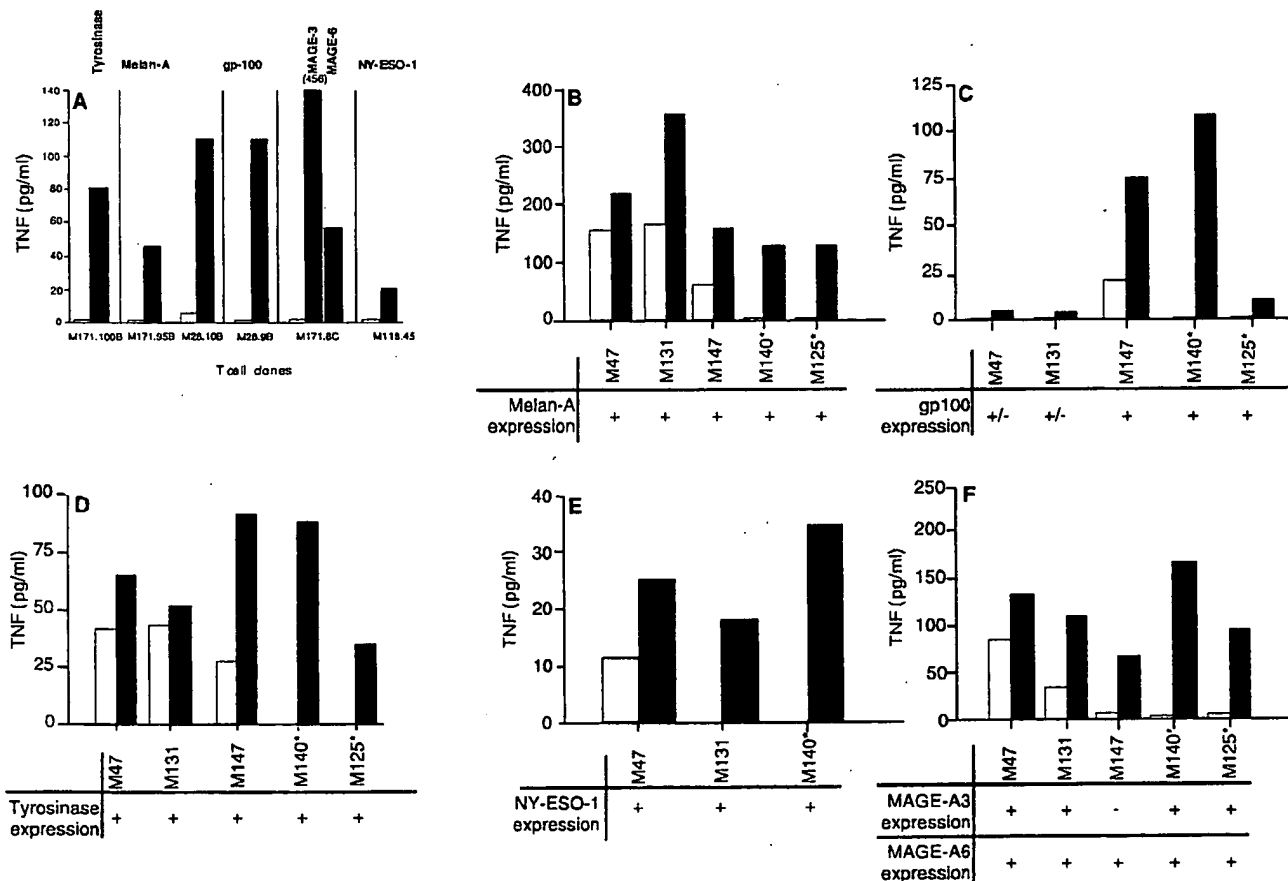 Tyrosinase
Melan-A
gp-100
MAGE-3
MAGE-6
NY-ESO-1
(456)
A
140
120
100
80
60
40
20
0
TNF (pg/ml)
M171.100B M171.95B M28.10B M28.9B M171.8C M118.45
T cell clones
B
400
300
200
100
0
TNF (pg/ml)
M47 M131 M147 M140* M125*
Melan-A
expression + + + + +
C
125
100
75
50
25
0
TNF (pg/ml)
M47 M131 M147 M140* M125*
gp100
expression +/- +/- + + +
D
100
75
50
25
0
TNF (pg/ml)
M47 M131 M147 M140* M125*
Tyrosinase
expression + + + + +
E
40
30
20
10
0
TNF (pg/ml)
M47 M131 M140*
NY-ESO-1
expression + + +
F
250
200
150
100
50
0
TNF (pg/ml)
M47 M131 M147 M140* M125*
MAGE-A3
expression + + - + +
MAGE-A6
expression + + + + +